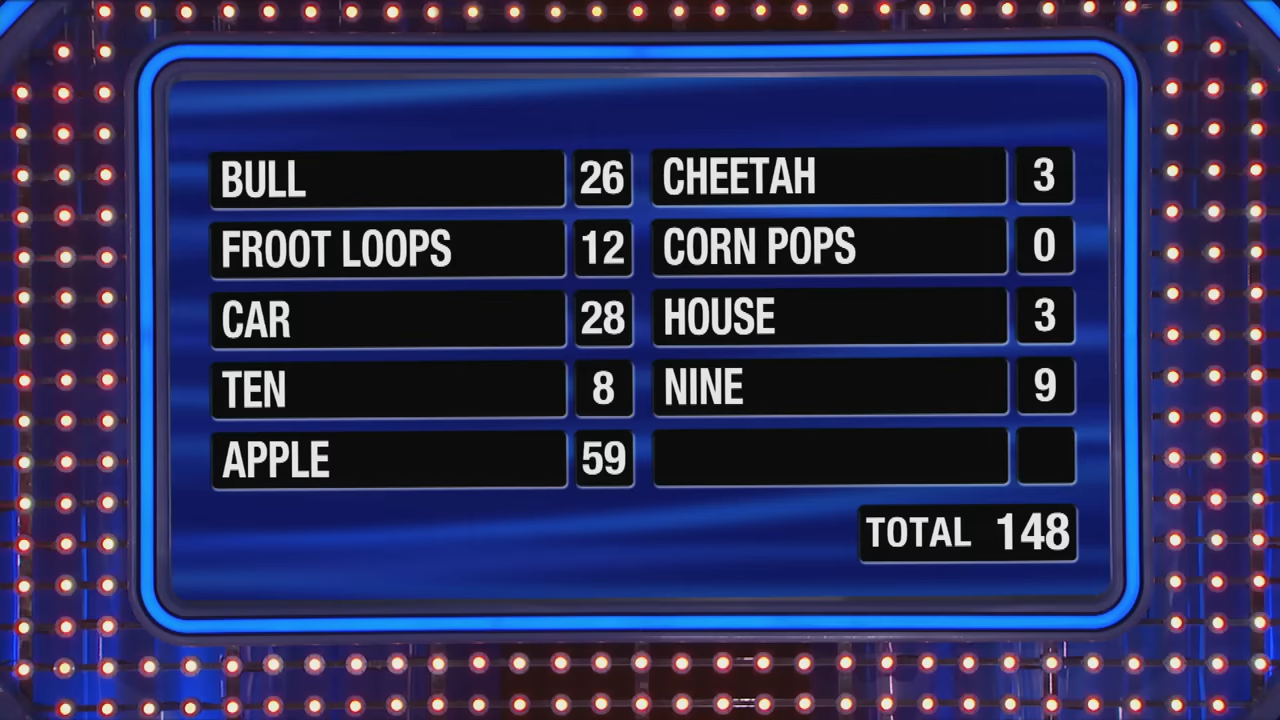 BULL 26
FROOT LOOPS 12
CAR 28
TEN 8
APPLE 59
CHEETAH 3
CORN POPS 0
HOUSE 3
NINE 9
TOTAL 148